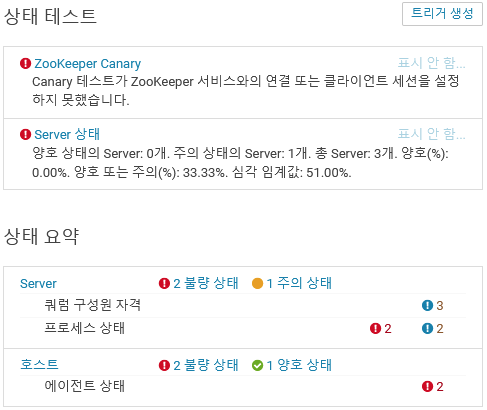 상태 테스트
트리거 생성
ZooKeeper Canary 표시 안 함...
Canary 테스트가 ZooKeeper 서비스와의 연결 또는 클라이언트 세션을 설정
하지 못했습니다.
Server 상태 표시 안 함...
양호 상태의 Server: 0개. 주의 상태의 Server: 1개. 총 Server: 3개. 양호(%):
0.00%. 양호 또는 주의(%): 33.33%. 심각 임계값: 51.00%.
상태 요약
Server 2 불량 상태 1 주의 상태
쿼럼 구성원 자격 3
프로세스 상태 2 2
호스트 2 불량 상태 1 양호 상태
에이전트 상태 2